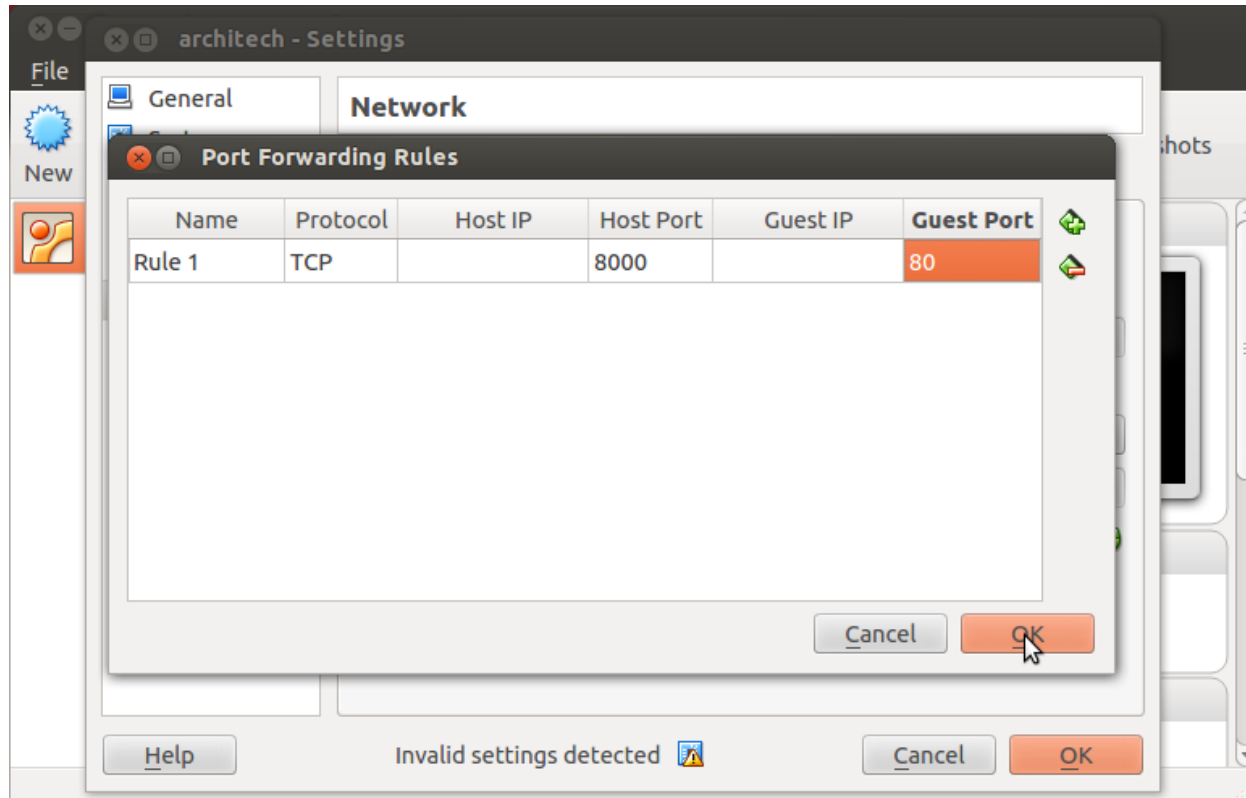 architech - Settings
File
General
Network
New
shots
Port Forwarding Rules
Name Protocol Host IP Host Port Guest IP Guest Port
Rule 1 TCP 8000 80
Cancel OK
Help Invalid settings detected Cancel OK